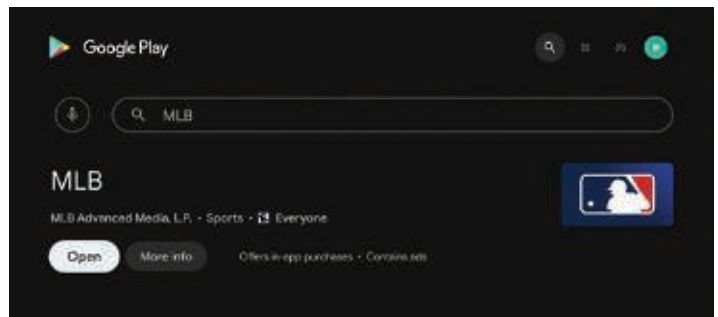 Google Play
MLB
MLB
MLB Advanced Media, L.P. • Sports • Everyone
Open
More info
Offers in-app purchases • Contains ads